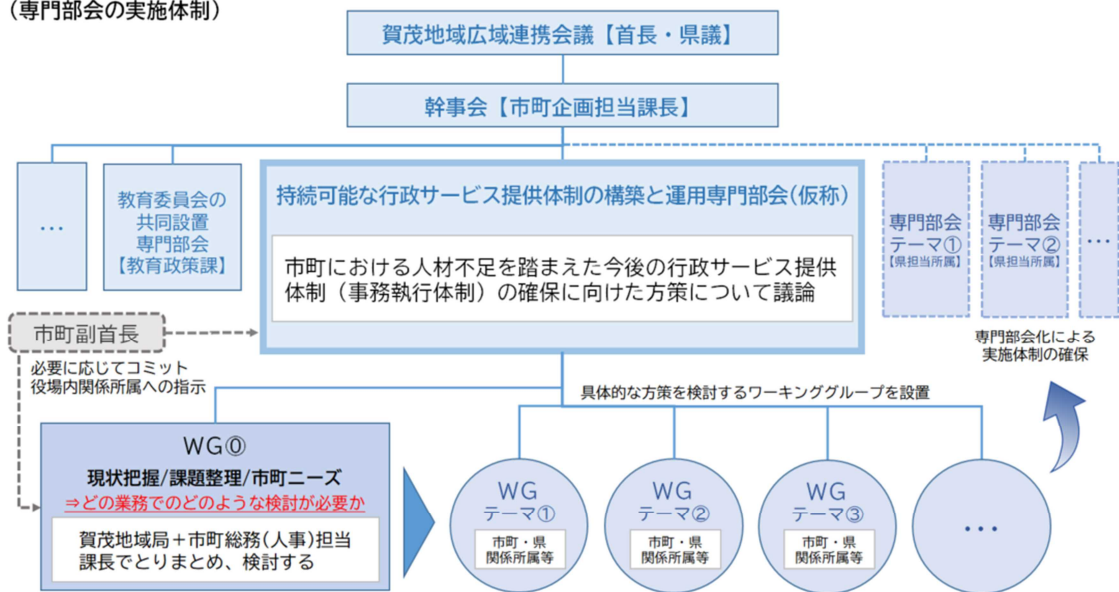 (専門部会の実施体制)
賀茂地域広域連携会議【首長・県議】
幹事会【市町企画担当課長】
…
教育委員会の
共同設置
専門部会
【教育政策課】
持続可能な行政サービス提供体制の構築と運用専門部会(仮称)
市町における人材不足を踏まえた今後の行政サービス提供
体制（事務執行体制）の確保に向けた方策について議論
専門部会
テーマ①
【県担当所属】
専門部会
テーマ②
【県担当所属】
…
市町副首長
必要に応じてコミット
役場内関係所属への指示
専門部会化による
実施体制の確保
具体的な方策を検討するワーキンググループを設置
WG⓪
現状把握/課題整理/市町ニーズ
⇒どの業務でのどのような検討が必要か
賀茂地域局＋市町総務(人事)担当
課長でとりまとめ、検討する
WG
テーマ①
市町・県
関係所属等
WG
テーマ②
市町・県
関係所属等
WG
テーマ③
市町・県
関係所属等
…